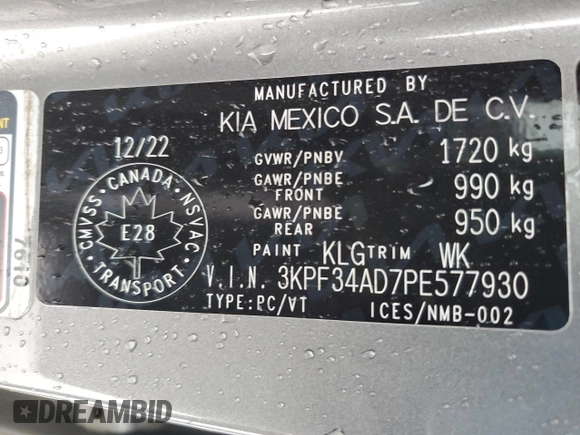 MANUFACTURED BY
KIA MEXICO S.A. DE C.V.
12/22
GVWR/PNBV 1720 kg
GAWR/PNBE FRONT 990 kg
GAWR/PNBE REAR 950 kg
CANADA
CMVSS NSVAC
E28
TRANSPORT
PAINT KLG TRIM WK
V.I.N. 3KPF34AD7PE577930
TYPE:PC/VT ICES/NMB-002
7610
DREAMBID